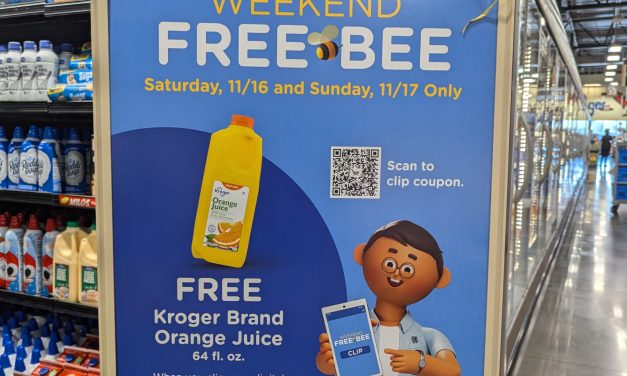 WEEKEND
FREE BEE
Saturday, 11/16 and Sunday, 11/17 Only
Scan to
clip coupon.
Kroger
Orange
Juice
FREE
Kroger Brand
Orange Juice
64 fl. oz.
WEEKEND
FREE BEE
CLIP
MILO'S